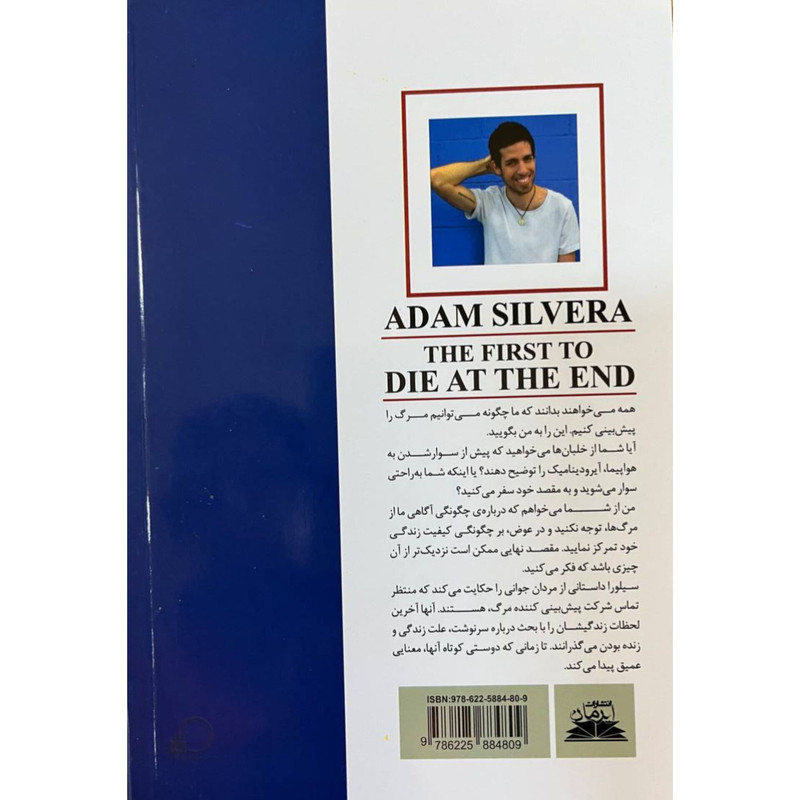 ADAM SILVERA
THE FIRST TO
DIE AT THE END
همه می‌خواهند بدانند که ما چگونه می‌توانیم مرگ را
پیش‌بینی کنیم. این را به من بگویید.
آیا شما از خلبان‌ها می‌خواهید که پیش از سوارشدن به
هواپیما، آیرودینامیک را توضیح دهند؟ یا اینکه شما به‌راحتی
سوار می‌شوید و به مقصد خود سفر می‌کنید؟
من از شما می‌خواهم که درباره‌ی چگونگی آگاهی ما از
مرگ‌ها، توجه نکنید و در عوض، بر چگونگی کیفیت زندگی
خود تمرکز نمایید. مقصد نهایی ممکن است نزدیک‌تر از آن
چیزی باشد که فکر می‌کنید.
سیلورا داستانی از مردان جوانی را حکایت می‌کند که منتظر
تماس شرکت پیش‌بینی کننده مرگ، هستند. آنها آخرین
لحظات زندگیشان را با بحث درباره سرنوشت، علت زندگی و
زنده بودن می‌گذرانند. تا زمانی که دوستی کوتاه آنها، معنایی
عمیق پیدا می‌کند.
ISBN:978-622-5884-80-9
9 786225 884809
انتشارات